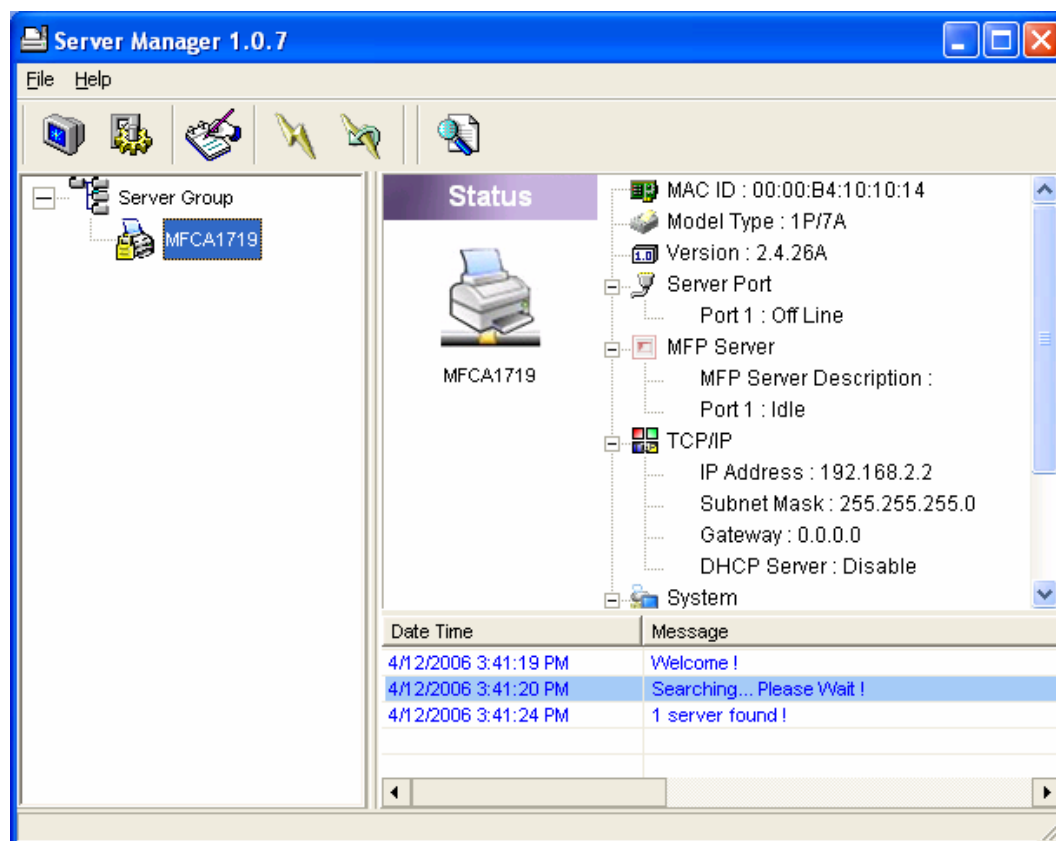 Server Manager 1.0.7
File Help
Server Group
MFCA1719
Status
MFCA1719
MAC ID : 00:00:B4:10:10:14
Model Type : 1P/7A
1.0 Version : 2.4.26A
Server Port
Port 1 : Off Line
MFP Server
MFP Server Description :
Port 1 : Idle
TCP/IP
IP Address : 192.168.2.2
Subnet Mask : 255.255.255.0
Gateway : 0.0.0.0
DHCP Server : Disable
System
Date Time Message
4/12/2006 3:41:19 PM Welcome !
4/12/2006 3:41:20 PM Searching... Please Wait !
4/12/2006 3:41:24 PM 1 server found !